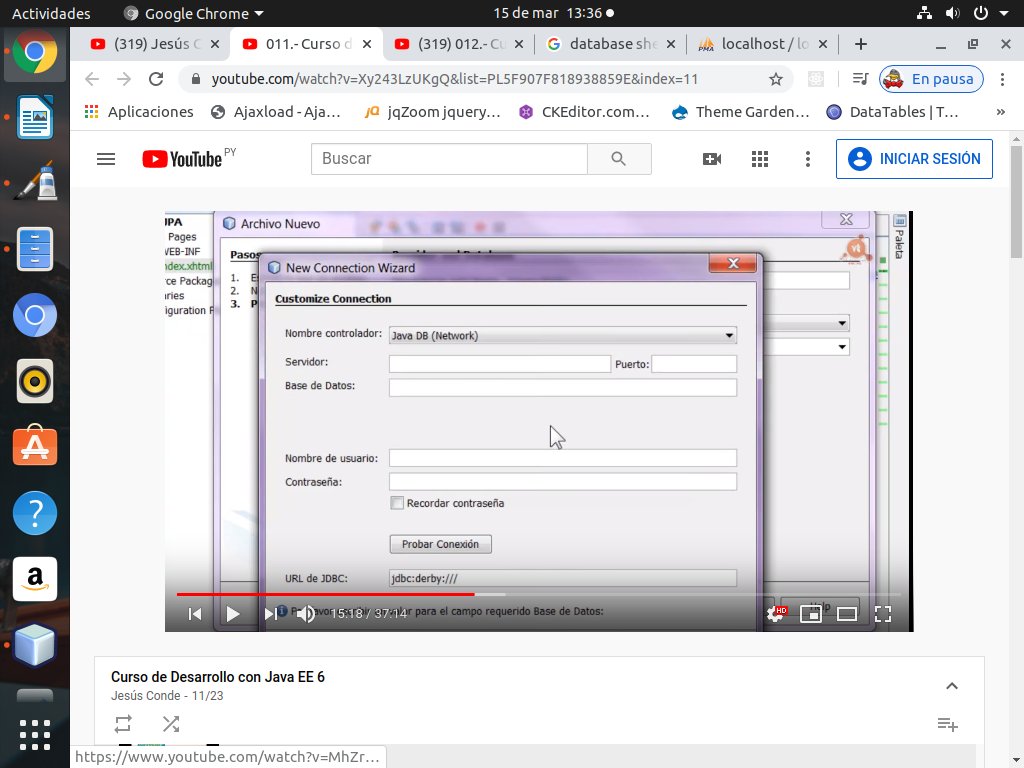 Actividades Google Chrome 15 de mar 13:36
(319) Jesús C 011.- Curso d (319) 012.- Cu database she localhost / lo
youtube.com/watch?v=Xy243LzUKgQ&list=PL5F907F818938859E&index=11 En pausa
Aplicaciones Ajaxload - Aja... jqZoom jquery... CKEditor.com... Theme Garden... DataTables | T... »
YouTube PY Buscar INICIAR SESIÓN
JPA Archivo Nuevo
Pages Pasos
WEB-INF
index.xhtml 1.
rce Packag 2.
aries 3.
figuration F
Paleta
New Connection Wizard
Customize Connection
Nombre controlador: Java DB (Network)
Servidor: Puerto:
Base de Datos:
Nombre de usuario:
Contraseña:
Recordar contraseña
Probar Conexión
URL de JDBC: jdbc:derby:///
para el campo requerido Base de Datos: Help
15:18 / 37:14 HD
Curso de Desarrollo con Java EE 6
Jesús Conde - 11/23
https://www.youtube.com/watch?v=MhZr...